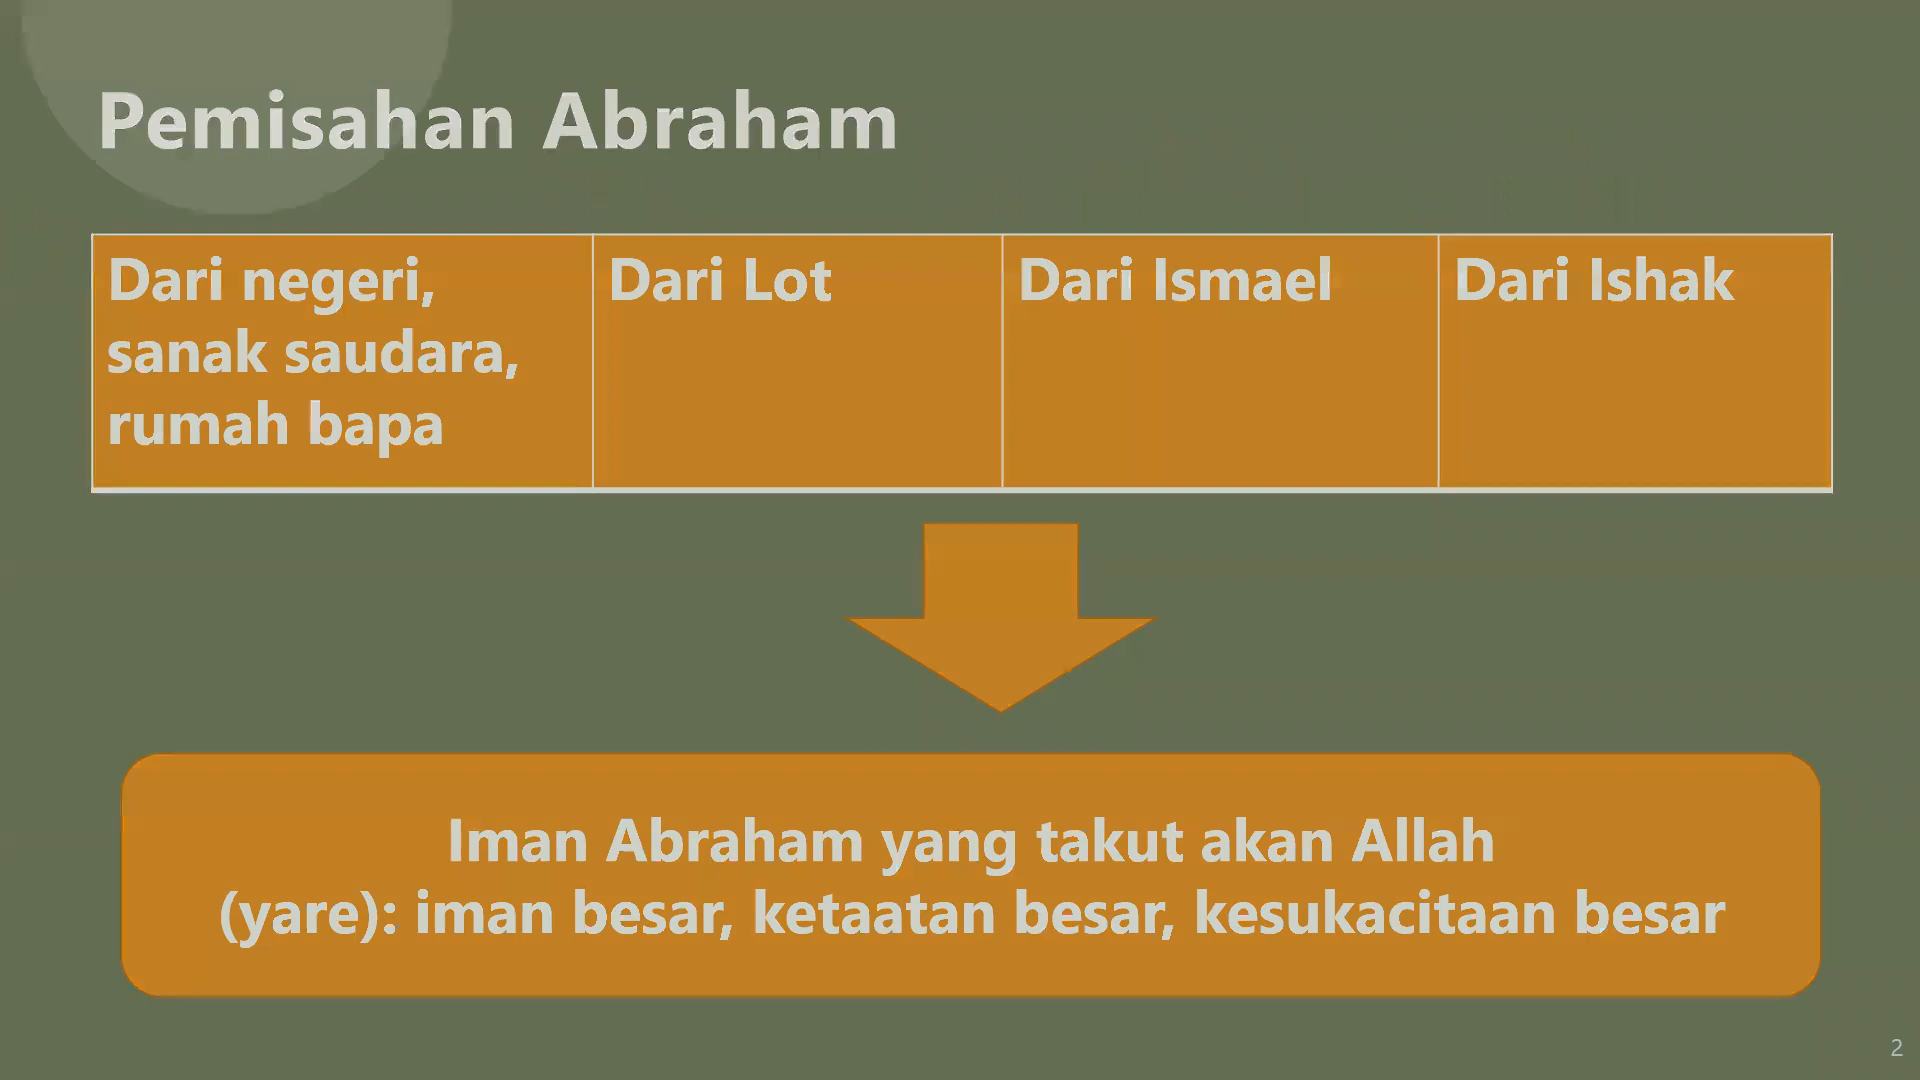 Pemisahan Abraham
Dari negeri,
sanak saudara,
rumah bapa
Dari Lot
Dari Ismael
Dari Ishak
Iman Abraham yang takut akan Allah
(yare): iman besar, ketaatan besar, kesukacitaan besar
2